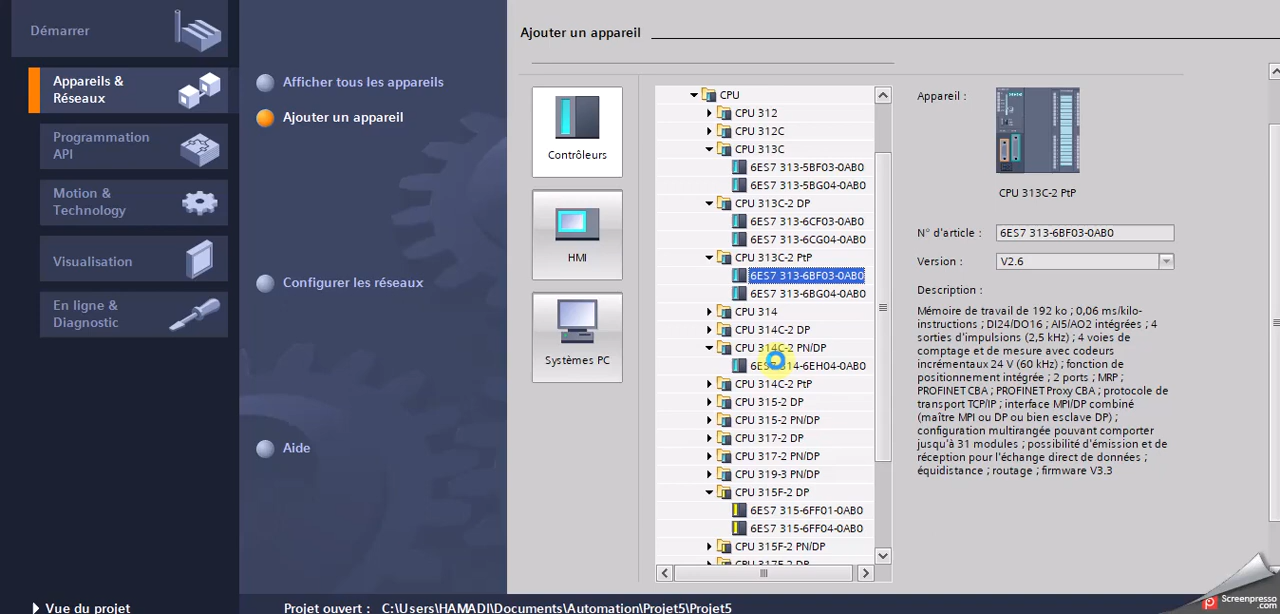 Démarrer
Appareils &
Réseaux
Programmation
API
Motion &
Technology
Visualisation
En ligne &
Diagnostic
Vue du projet
Afficher tous les appareils
Ajouter un appareil
Configurer les réseaux
Aide
Ajouter un appareil
Contrôleurs
HMI
Systèmes PC
CPU
CPU 312
CPU 312C
CPU 313C
6ES7 313-5BF03-0AB0
6ES7 313-5BG04-0AB0
CPU 313C-2 DP
6ES7 313-6CF03-0AB0
6ES7 313-6CG04-0AB0
CPU 313C-2 PtP
6ES7 313-6BF03-0AB0
6ES7 313-6BG04-0AB0
CPU 314
CPU 314C-2 DP
CPU 314C-2 PN/DP
6ES7 314-6EH04-0AB0
CPU 314C-2 PtP
CPU 315-2 DP
CPU 315-2 PN/DP
CPU 317-2 DP
CPU 317-2 PN/DP
CPU 319-3 PN/DP
CPU 315F-2 DP
6ES7 315-6FF01-0AB0
6ES7 315-6FF04-0AB0
CPU 315F-2 PN/DP
CPU 317F-2 DP
Appareil :
CPU 313C-2 PtP
N° d'article : 6ES7 313-6BF03-0AB0
Version : V2.6
Description :
Mémoire de travail de 192 ko ; 0,06 ms/kilo-
instructions ; DI24/DO16 ; AI5/AO2 intégrées ; 4
sorties d'impulsions (2,5 kHz) ; 4 voies de
comptage et de mesure avec codeurs
incrémentaux 24 V (60 kHz) ; fonction de
positionnement intégrée ; 2 ports ; MRP ;
PROFINET CBA ; PROFINET Proxy CBA ; protocole de
transport TCP/IP ; interface MPI/DP combiné
(maître MPI ou DP ou bien esclave DP) ;
configuration multirangée pouvant comporter
jusqu'à 31 modules ; possibilité d'émission et de
réception pour l'échange direct de données ;
équidistance ; routage ; firmware V3.3
Projet ouvert : C:\Users\HAMADI\Documents\Automation\Projet5\Projet5
Screenpresso
.com